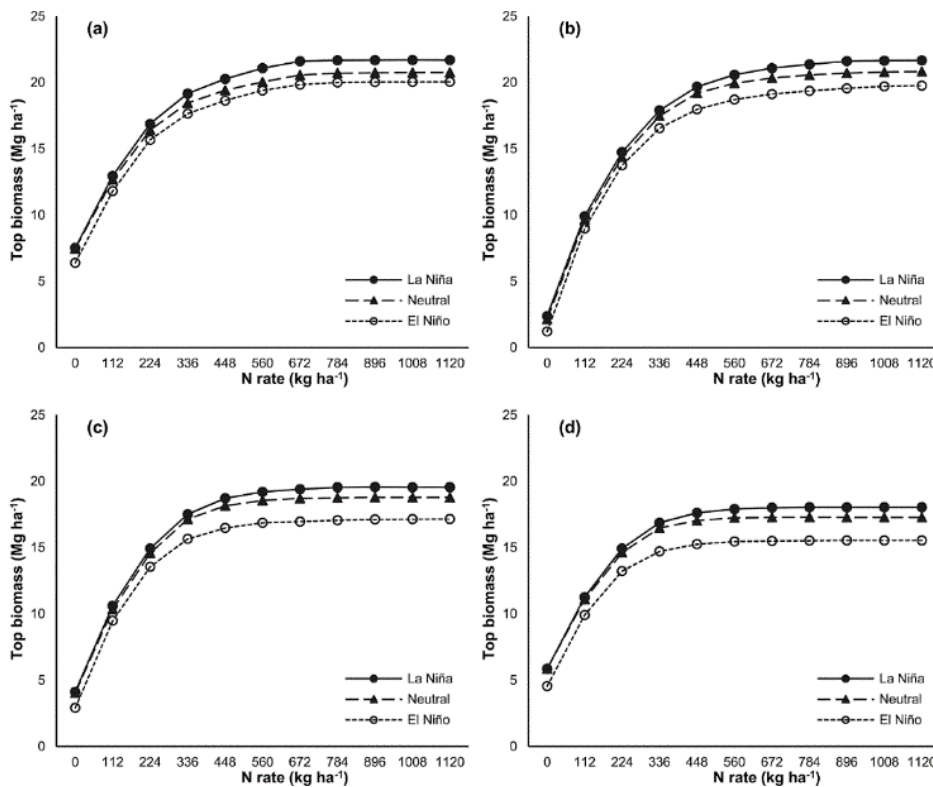 (a)
Top biomass (Mg ha⁻¹)
25
20
15
10
5
0
0 112 224 336 448 560 672 784 896 1008 1120
N rate (kg ha⁻¹)
La Niña
Neutral
El Niño
(b)
Top biomass (Mg ha⁻¹)
25
20
15
10
5
0
0 112 224 336 448 560 672 784 896 1008 1120
N rate (kg ha⁻¹)
La Niña
Neutral
El Niño
(c)
Top biomass (Mg ha⁻¹)
25
20
15
10
5
0
0 112 224 336 448 560 672 784 896 1008 1120
N rate (kg ha⁻¹)
La Niña
Neutral
El Niño
(d)
Top biomass (Mg ha⁻¹)
25
20
15
10
5
0
0 112 224 336 448 560 672 784 896 1008 1120
N rate (kg ha⁻¹)
La Niña
Neutral
El Niño